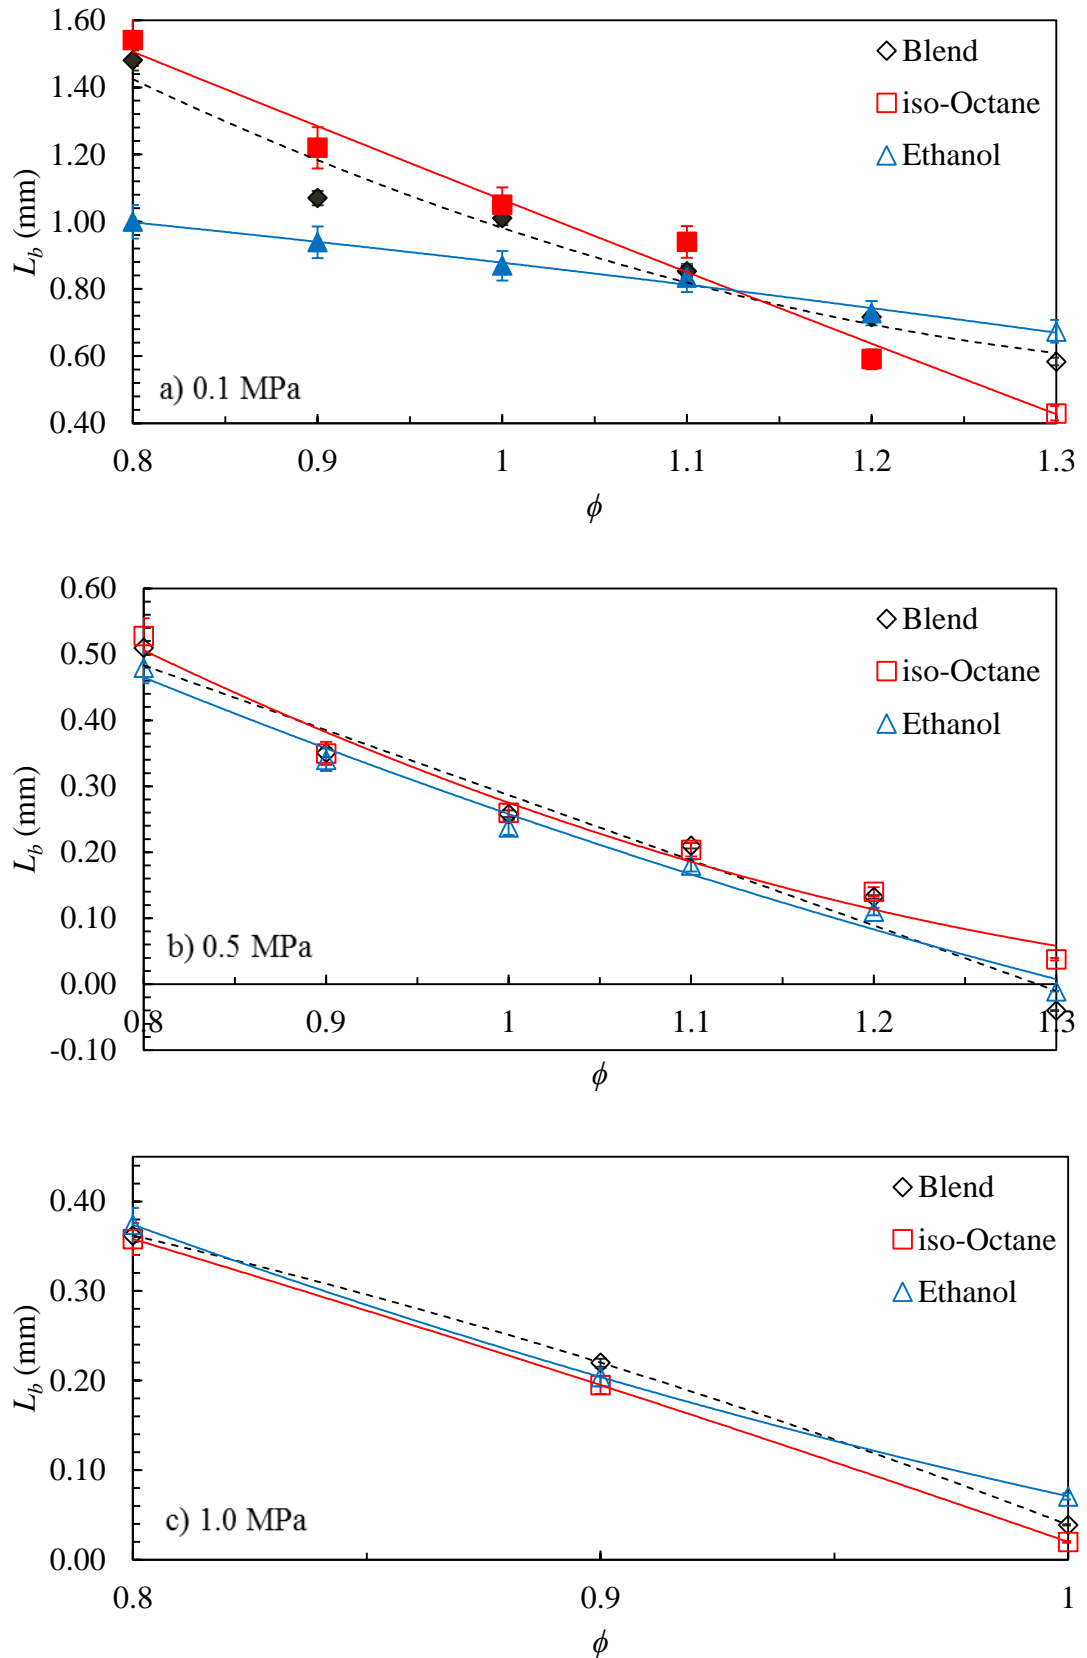 1.60
1.40
1.20
1.00
0.80
0.60
0.40
L_b (mm)
Blend
iso-Octane
Ethanol
a) 0.1 MPa
0.8 0.9 1 1.1 1.2 1.3
ϕ
0.60
0.50
0.40
0.30
0.20
0.10
0.00
-0.10
L_b (mm)
Blend
iso-Octane
Ethanol
b) 0.5 MPa
0.8 0.9 1 1.1 1.2 1.3
ϕ
0.40
0.30
0.20
0.10
0.00
L_b (mm)
Blend
iso-Octane
Ethanol
c) 1.0 MPa
0.8 0.9 1
ϕ